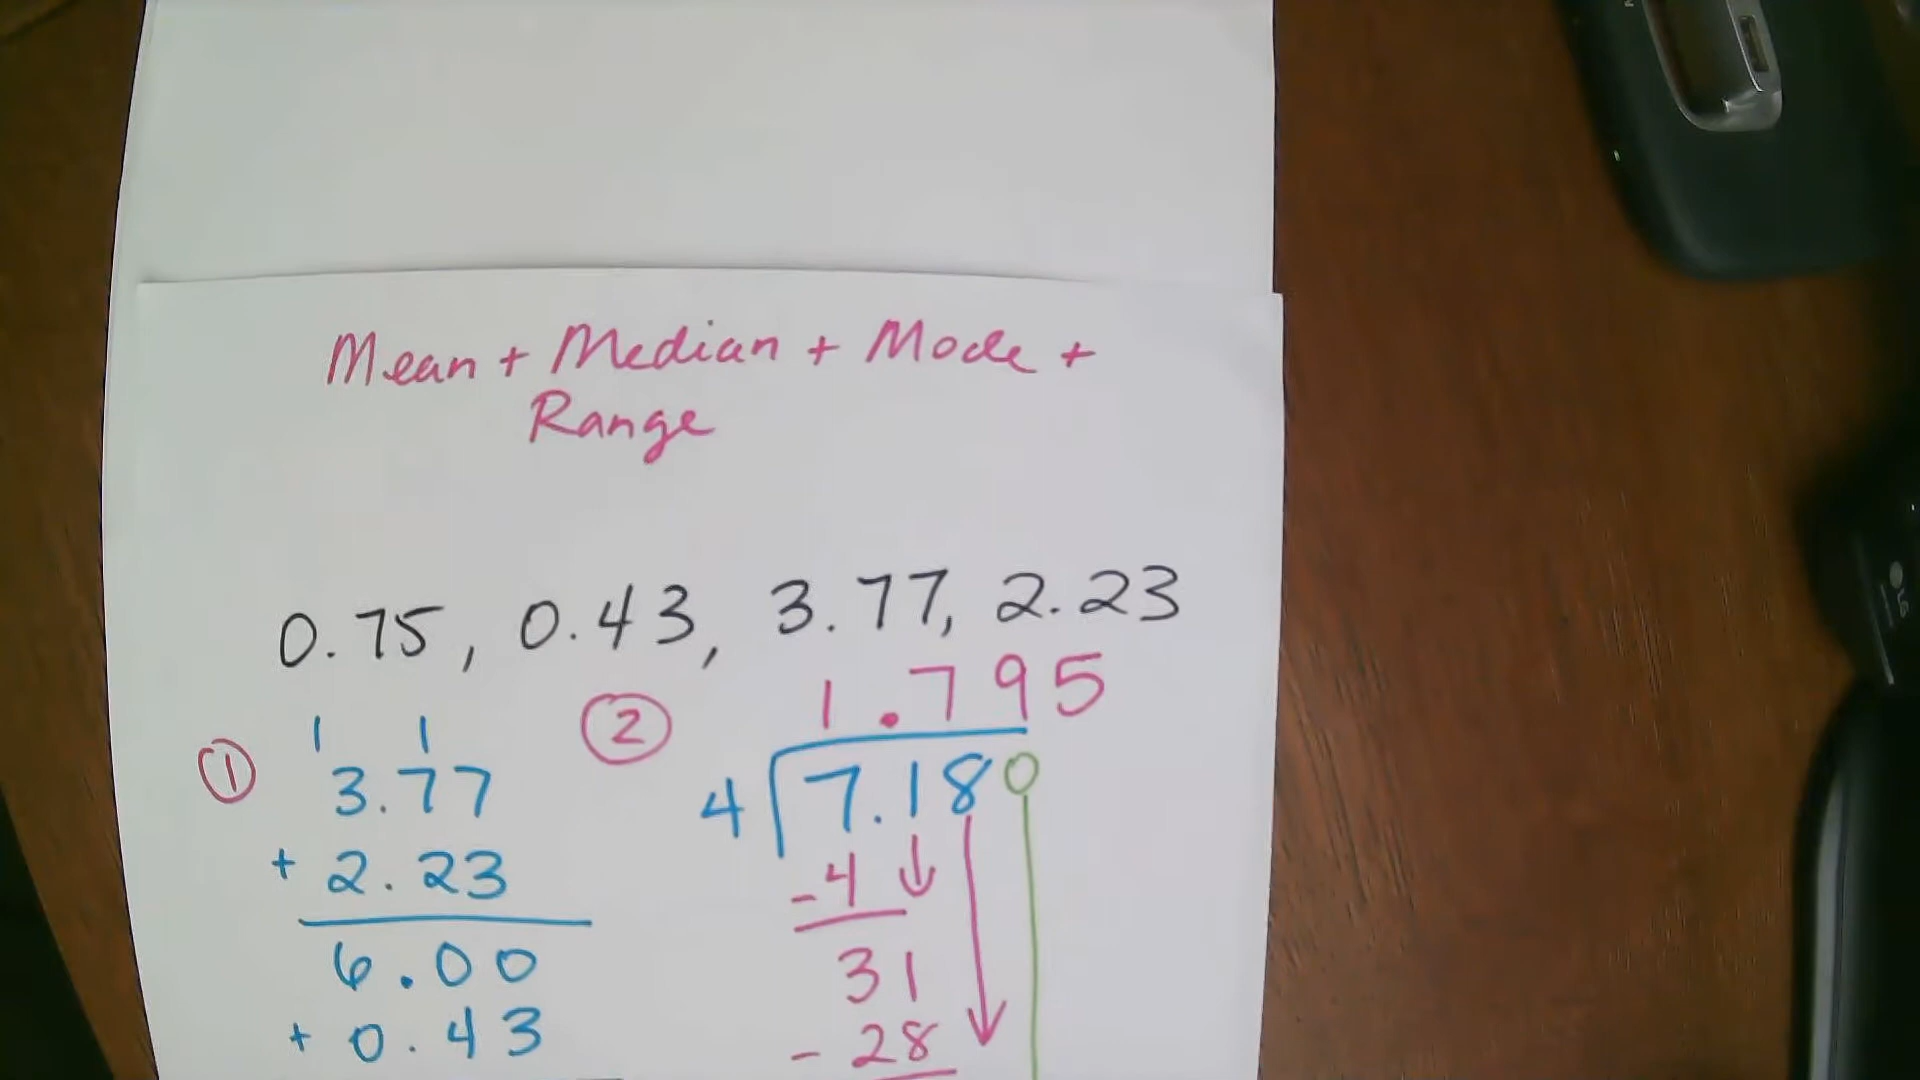 Mean + Median + Mode +
Range
0.75, 0.43, 3.77, 2.23
① 1 1
3.77
+ 2.23
6.00
+ 0.43
② 1.795
4 7.180
-4
31
- 28
LG